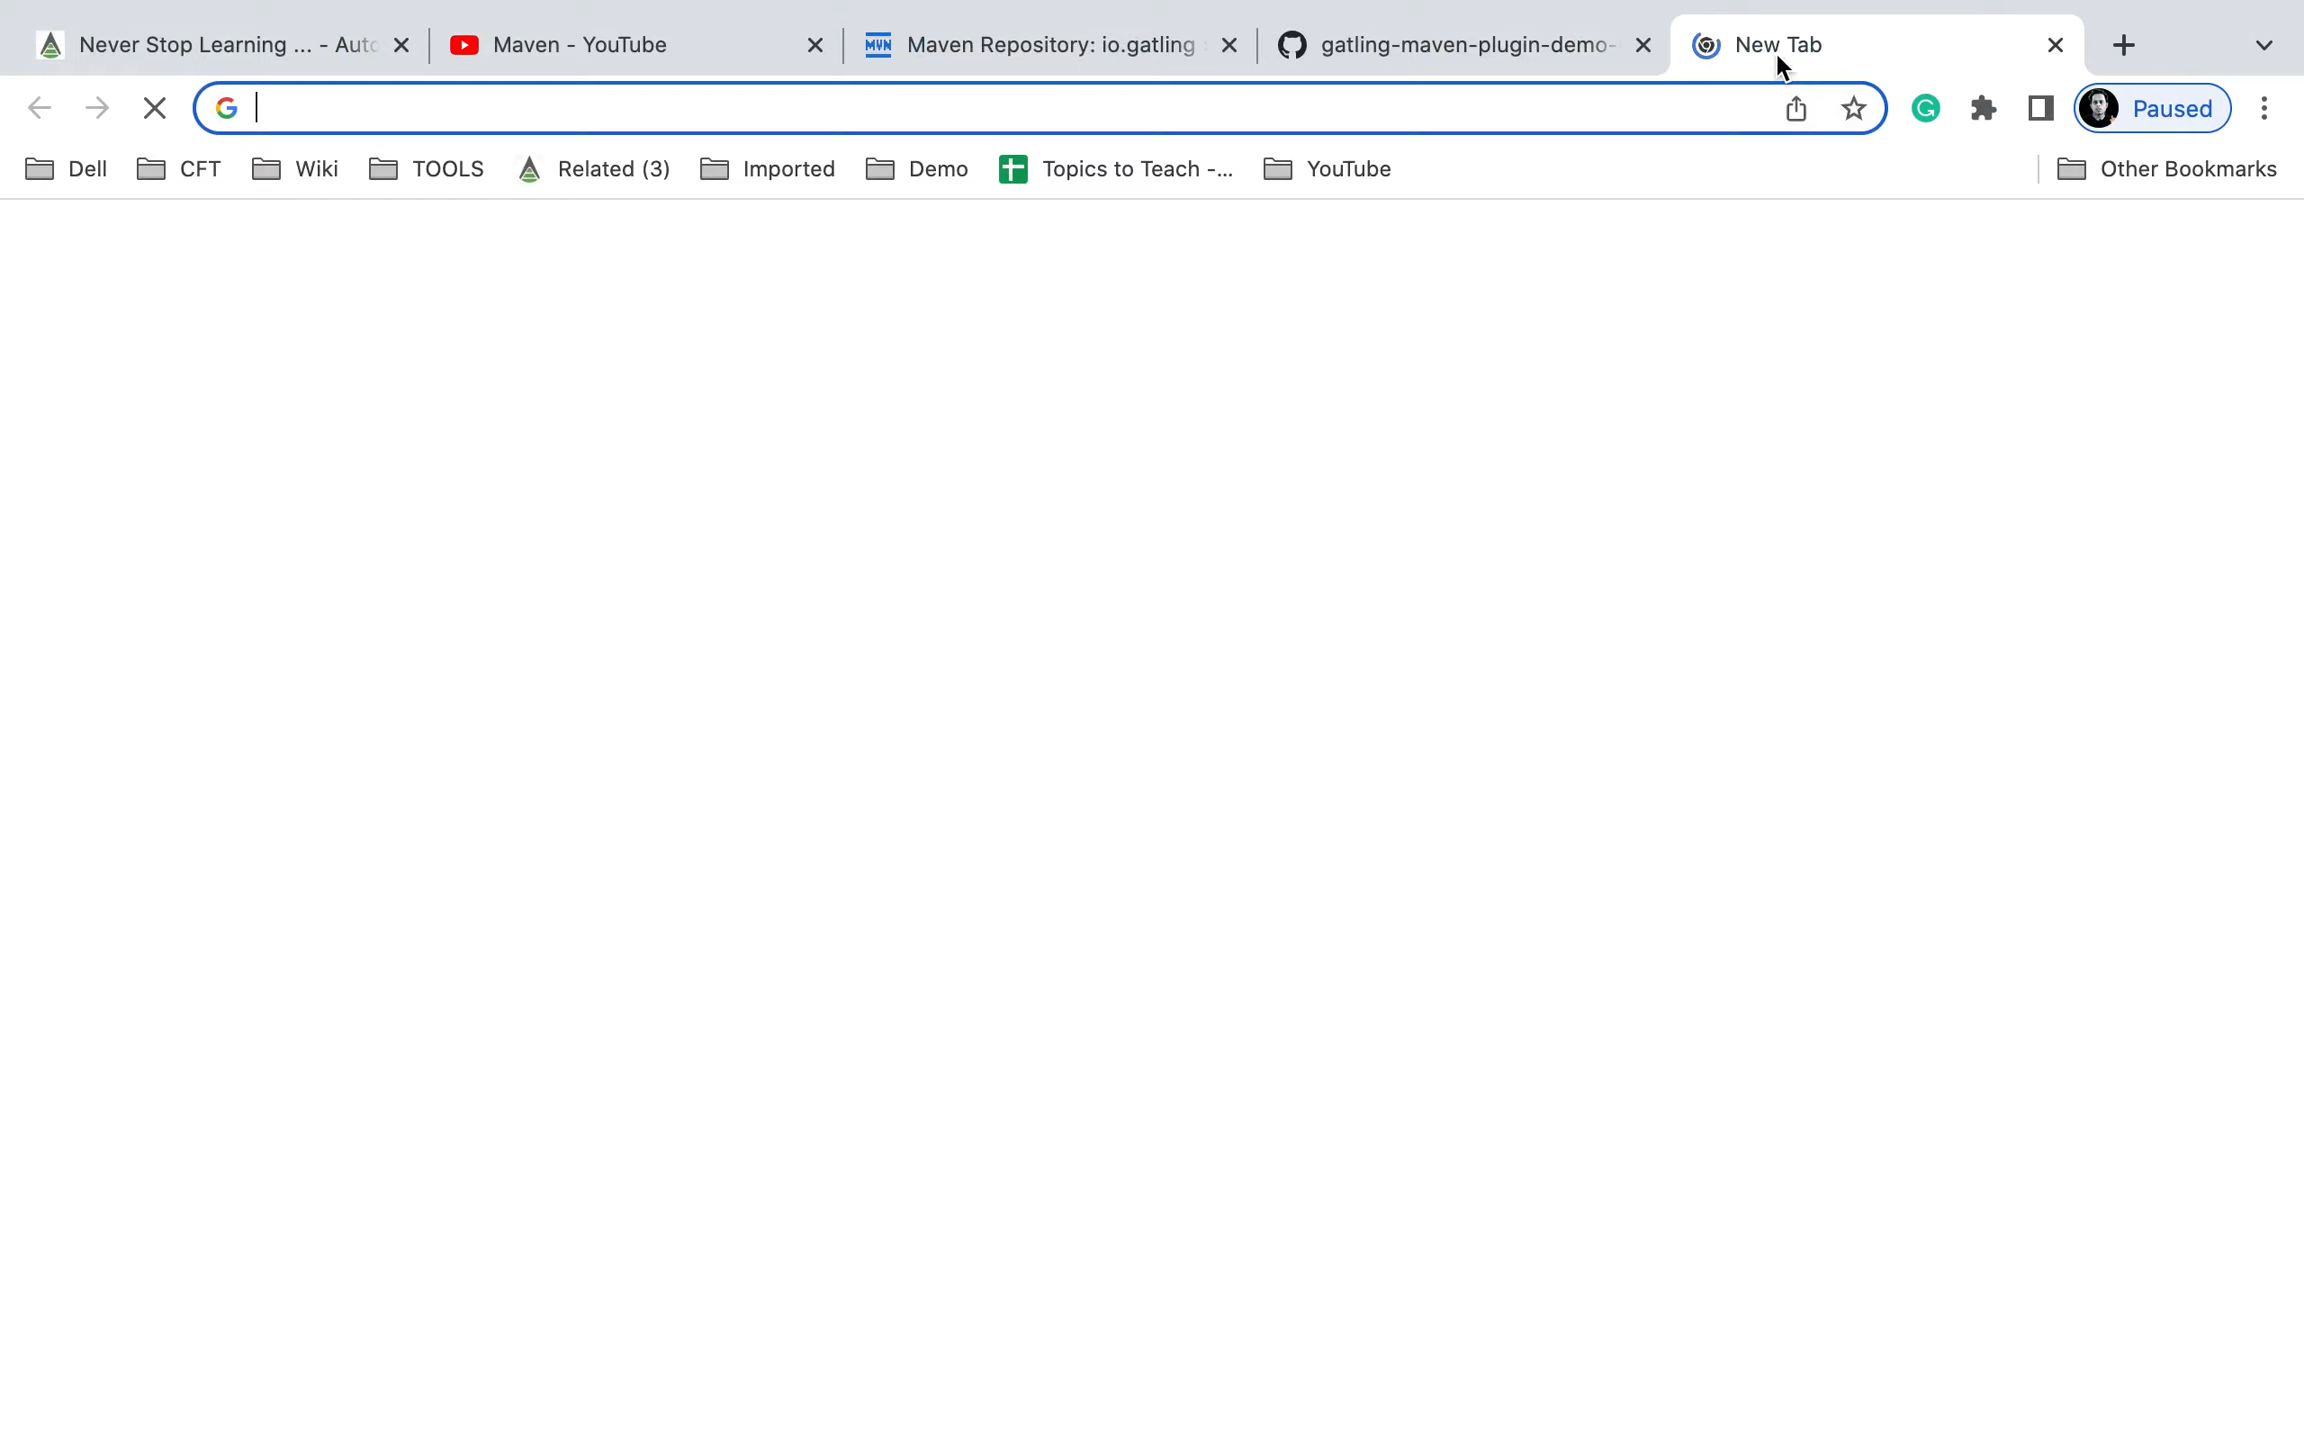 Never Stop Learning ... - Auto
Maven - YouTube
Maven Repository: io.gatling
gatling-maven-plugin-demo-
New Tab
Paused
Dell
CFT
Wiki
TOOLS
Related (3)
Imported
Demo
Topics to Teach -...
YouTube
Other Bookmarks